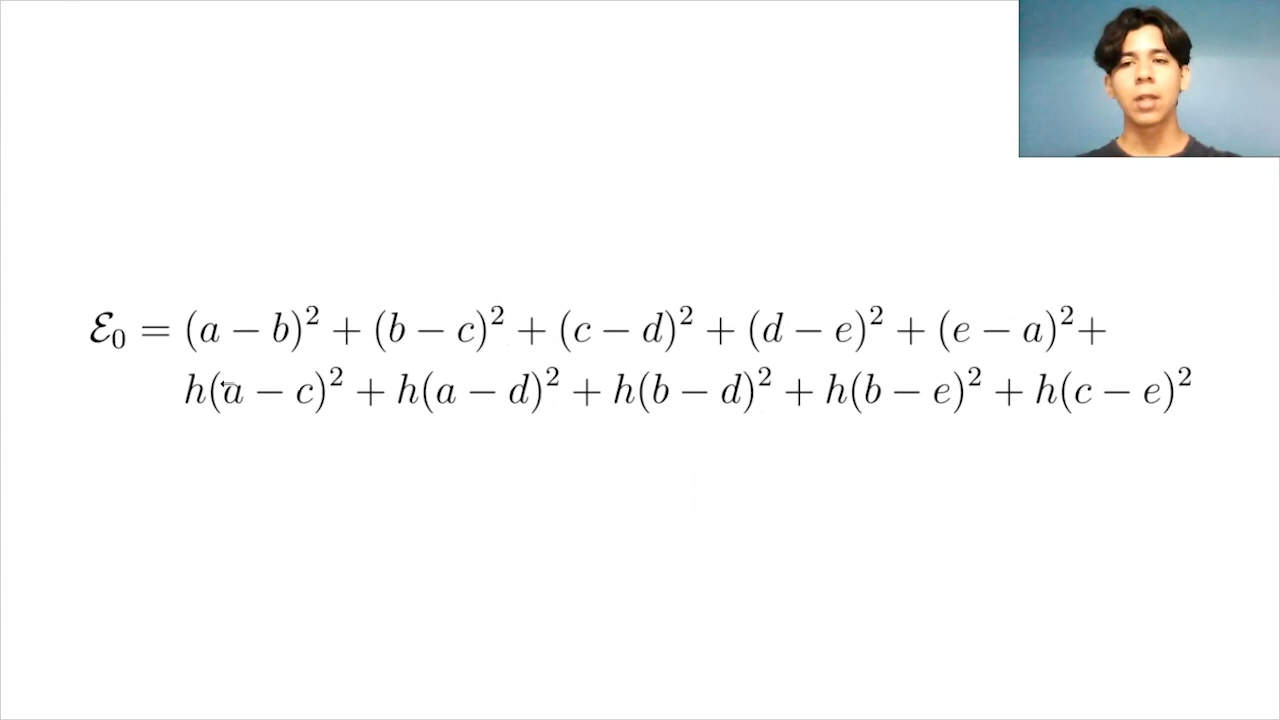 ℰ₀ = (a − b)² + (b − c)² + (c − d)² + (d − e)² + (e − a)²+
h(a − c)² + h(a − d)² + h(b − d)² + h(b − e)² + h(c − e)²